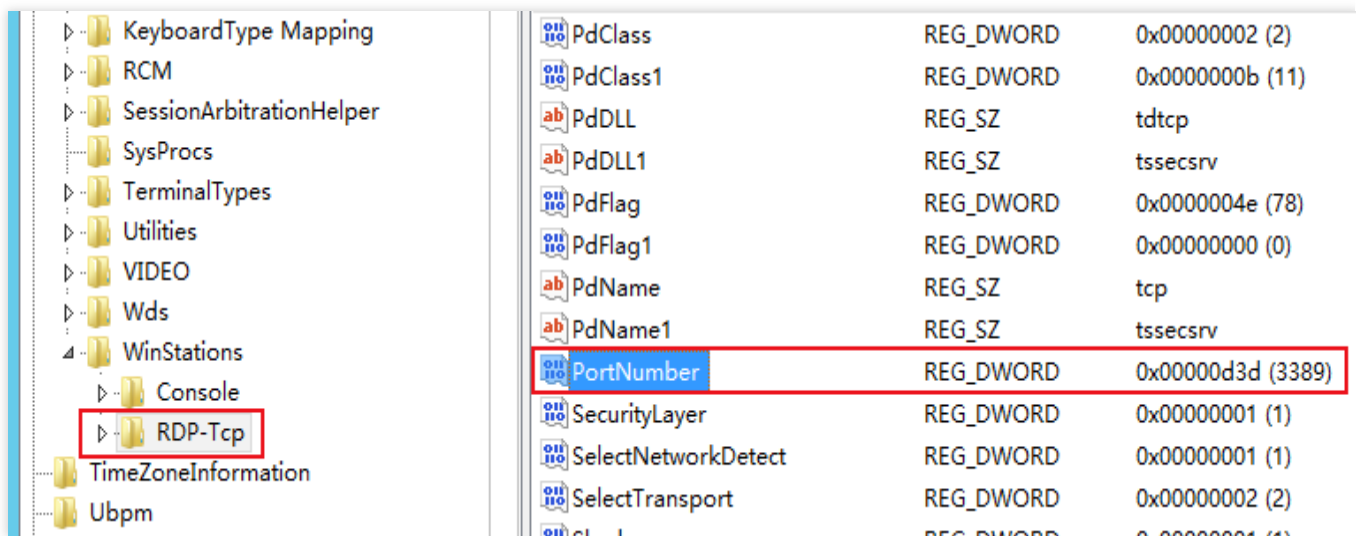 KeyboardType Mapping
RCM
SessionArbitrationHelper
SysProcs
TerminalTypes
Utilities
VIDEO
Wds
WinStations
Console
RDP-Tcp
TimeZoneInformation
Ubpm
PdClass REG_DWORD 0x00000002 (2)
PdClass1 REG_DWORD 0x0000000b (11)
PdDLL REG_SZ tdtcp
PdDLL1 REG_SZ tssecsrv
PdFlag REG_DWORD 0x0000004e (78)
PdFlag1 REG_DWORD 0x00000000 (0)
PdName REG_SZ tcp
PdName1 REG_SZ tssecsrv
PortNumber REG_DWORD 0x00000d3d (3389)
SecurityLayer REG_DWORD 0x00000001 (1)
SelectNetworkDetect REG_DWORD 0x00000001 (1)
SelectTransport REG_DWORD 0x00000002 (2)